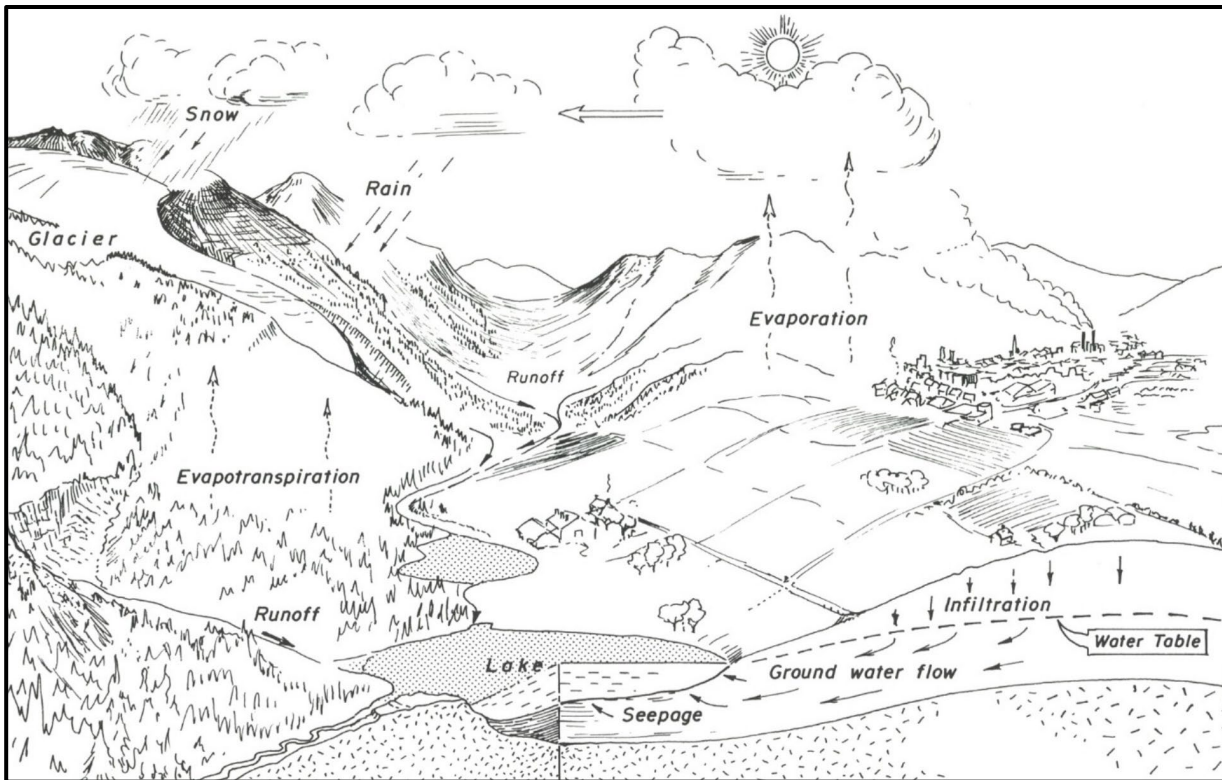 Snow
Rain
Glacier
Evaporation
Runoff
Evapotranspiration
Infiltration
Runoff
Water Table
Lake
Ground water flow
Seepage